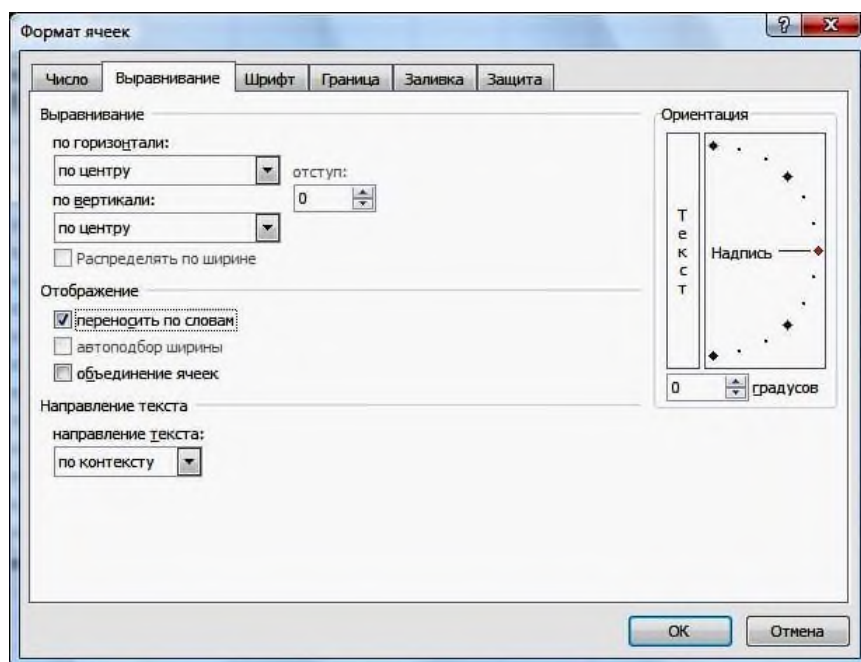 Формат ячеек
Число Выравнивание Шрифт Граница Заливка Защита
Выравнивание
по горизонтали:
по центру
отступ:
0
по вертикали:
по центру
Распределять по ширине
Отображение
переносить по словам
автоподбор ширины
объединение ячеек
Направление текста
направление текста:
по контексту
Ориентация
Текст
Надпись
0 градусов
ОК Отмена